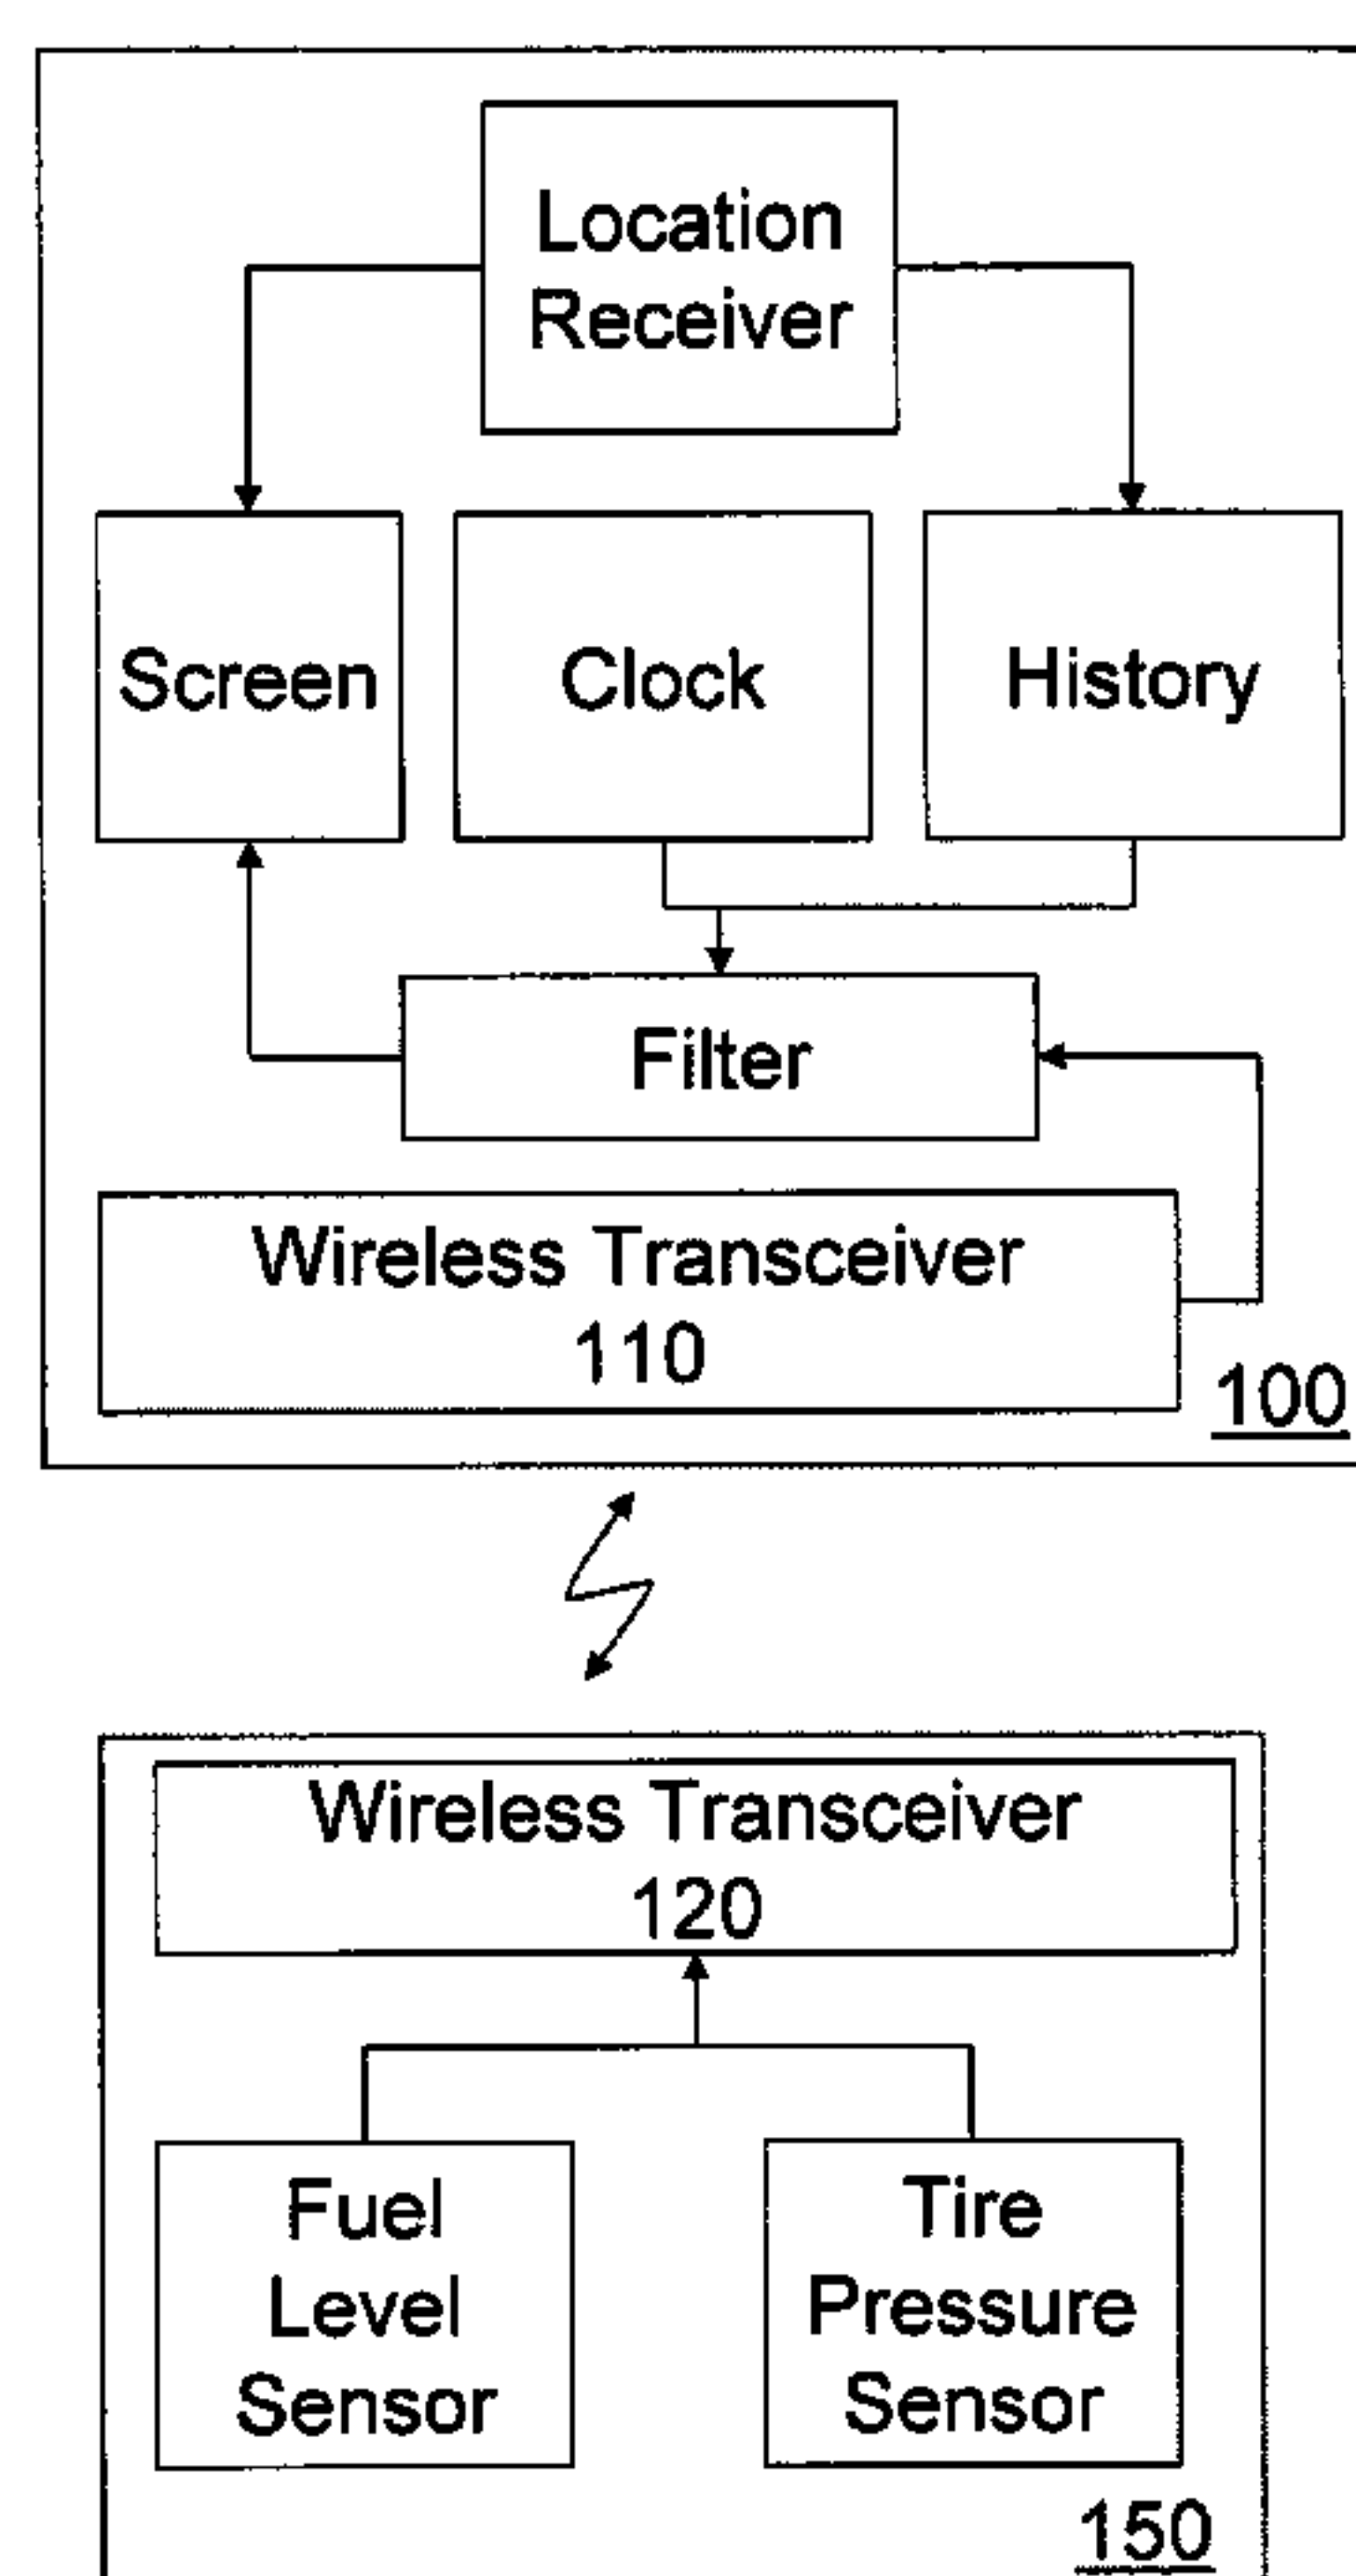 Location
Receiver
Screen
Clock
History
Filter
Wireless Transceiver
110
100
Wireless Transceiver
120
Fuel
Level
Sensor
Tire
Pressure
Sensor
150